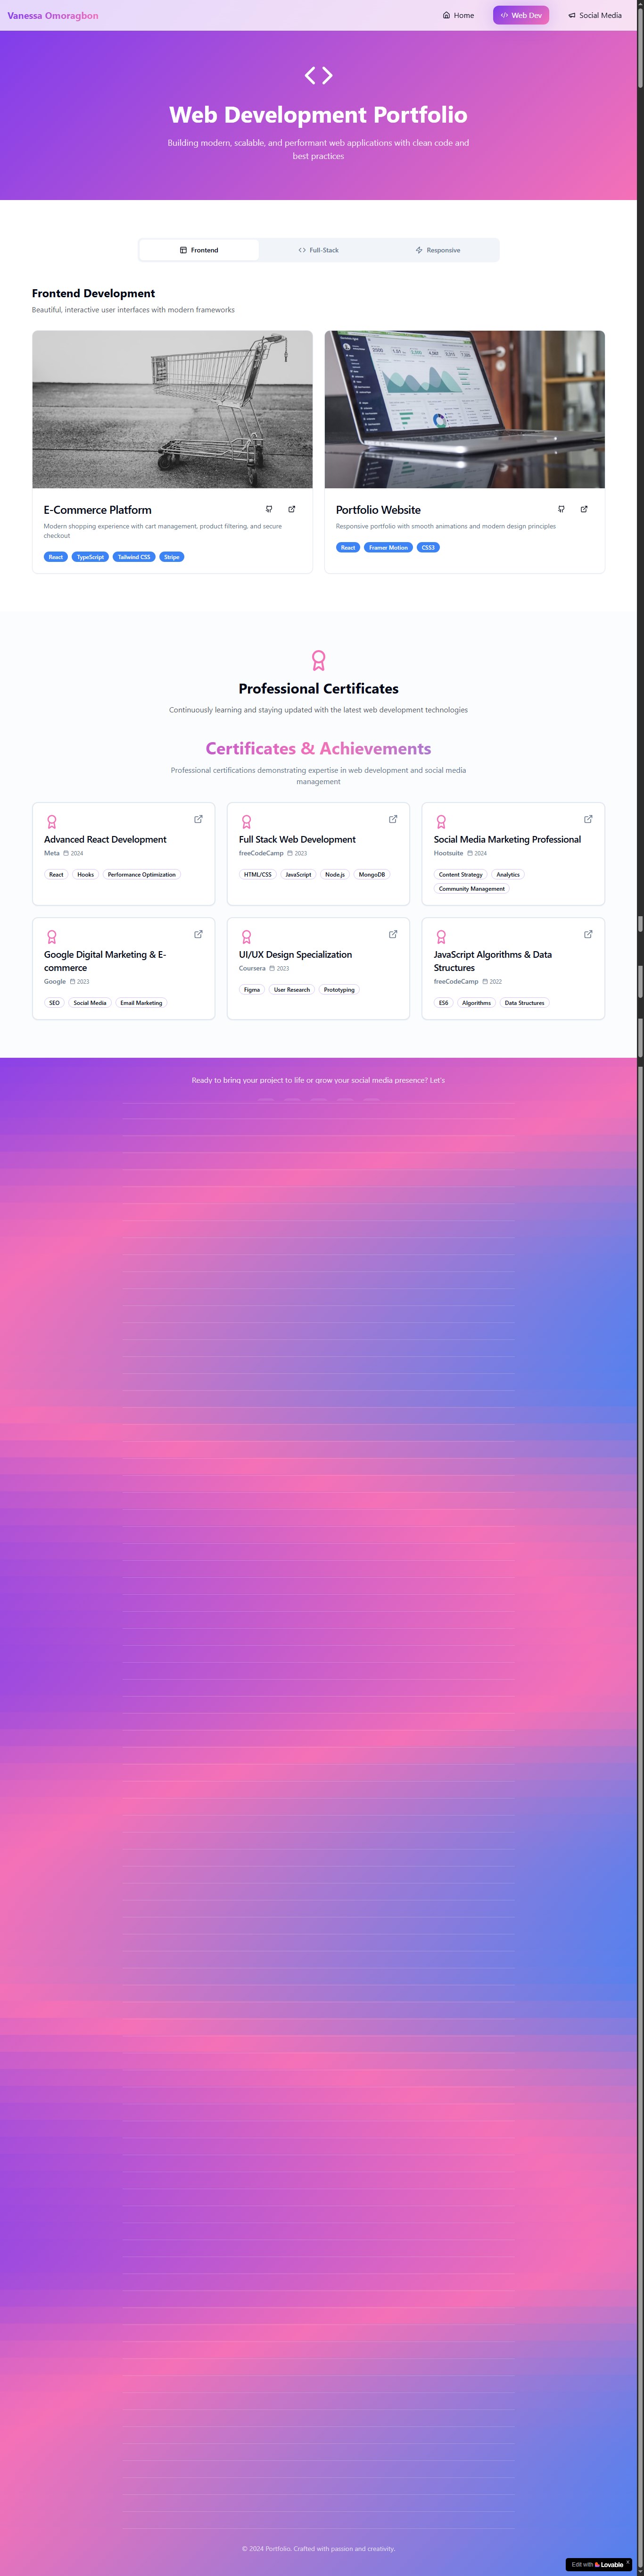 Vanessa Omoragbon
Home
Web Dev
Social Media
Web Development Portfolio
Building modern, scalable, and performant web applications with clean code and
best practices
Frontend
Full-Stack
Responsive
Frontend Development
Beautiful, interactive user interfaces with modern frameworks
E-Commerce Platform
Modern shopping experience with cart management, product filtering, and secure
checkout
React TypeScript Tailwind CSS Stripe
Portfolio Website
Responsive portfolio with smooth animations and modern design principles
React Framer Motion CSS3
Professional Certificates
Continuously learning and staying updated with the latest web development technologies
Certificates & Achievements
Professional certifications demonstrating expertise in web development and social media
management
Advanced React Development
Meta 2024
React Hooks Performance Optimization
Full Stack Web Development
freeCodeCamp 2023
HTML/CSS JavaScript Node.js MongoDB
Social Media Marketing Professional
Hootsuite 2024
Content Strategy Analytics
Community Management
Google Digital Marketing & E-
commerce
Google 2023
SEO Social Media Email Marketing
UI/UX Design Specialization
Coursera 2023
Figma User Research Prototyping
JavaScript Algorithms & Data
Structures
freeCodeCamp 2022
ES6 Algorithms Data Structures
Ready to bring your project to life or grow your social media presence? Let's
© 2024 Portfolio. Crafted with passion and creativity.
Edit with Lovable